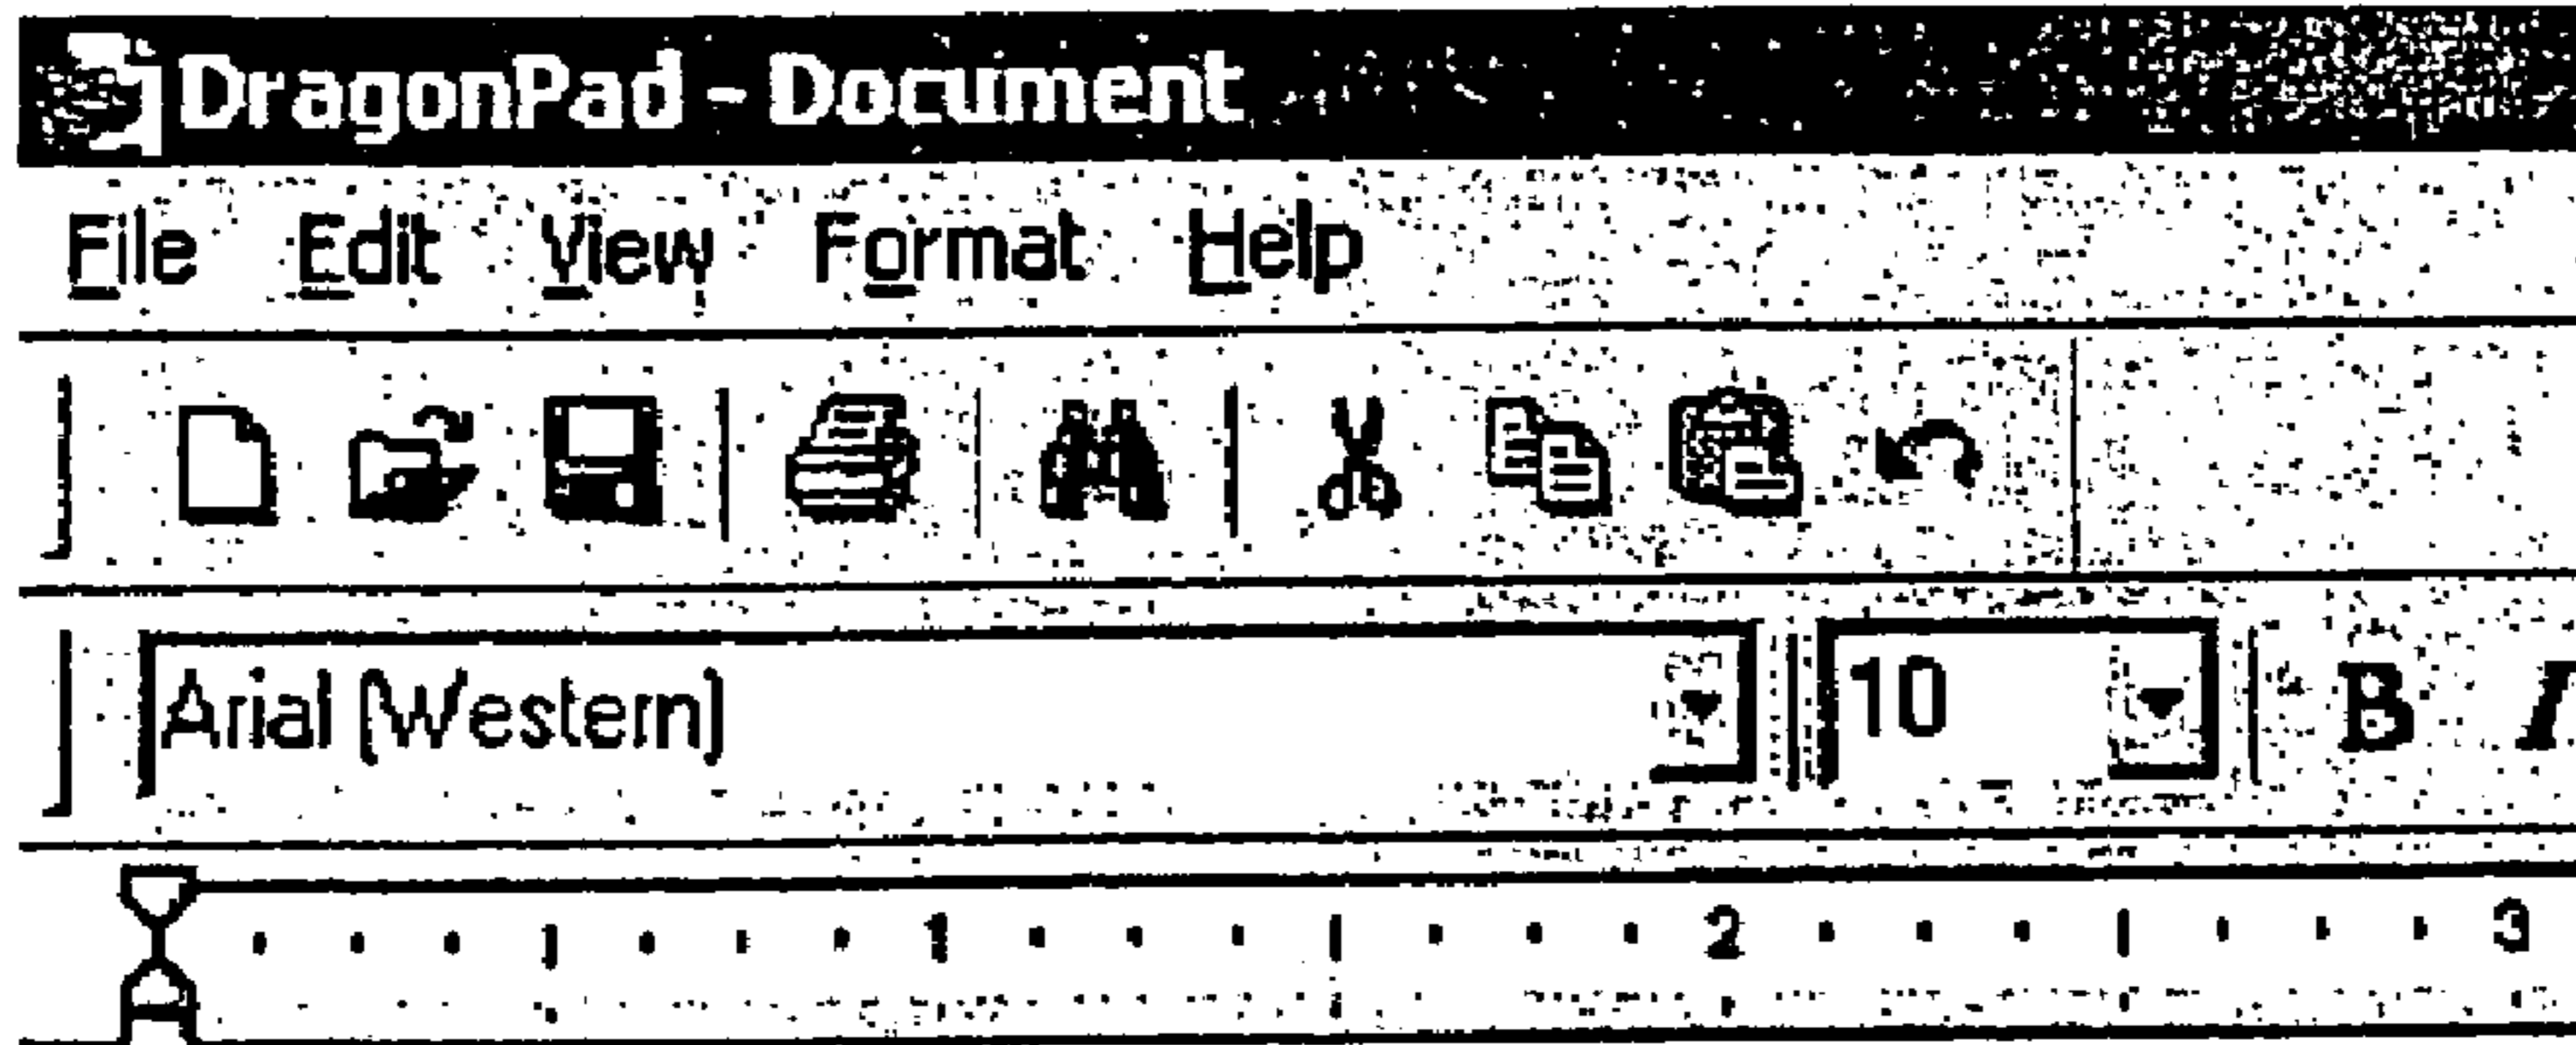 DragonPad - Document
File Edit View Format Help
Arial (Western) 10 B I
1 2 3